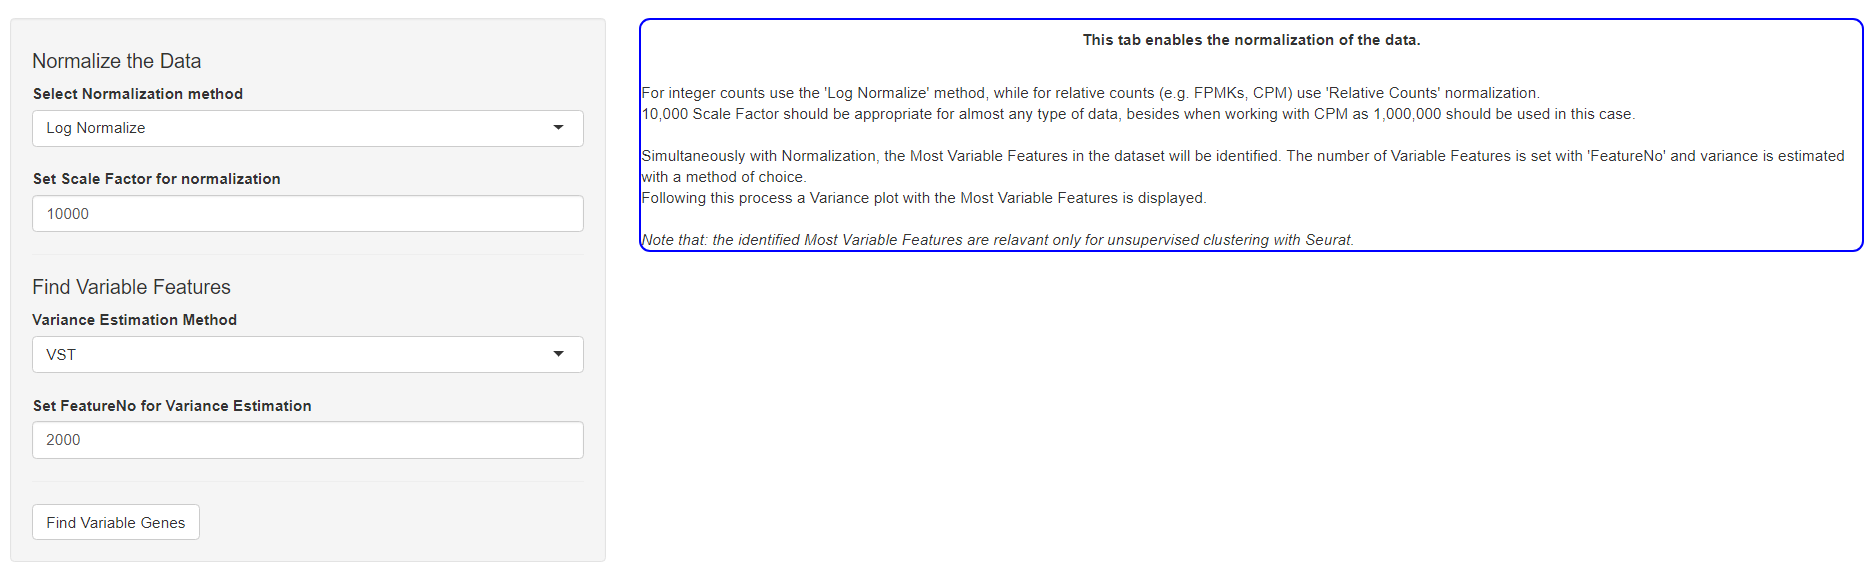 Normalize the Data
Select Normalization method
Log Normalize
Set Scale Factor for normalization
10000
Find Variable Features
Variance Estimation Method
VST
Set FeatureNo for Variance Estimation
2000
Find Variable Genes
This tab enables the normalization of the data.
For integer counts use the 'Log Normalize' method, while for relative counts (e.g. FPMKs, CPM) use 'Relative Counts' normalization.
10,000 Scale Factor should be appropriate for almost any type of data, besides when working with CPM as 1,000,000 should be used in this case.
Simultaneously with Normalization, the Most Variable Features in the dataset will be identified. The number of Variable Features is set with 'FeatureNo' and variance is estimated
with a method of choice.
Following this process a Variance plot with the Most Variable Features is displayed.
Note that: the identified Most Variable Features are relavant only for unsupervised clustering with Seurat.